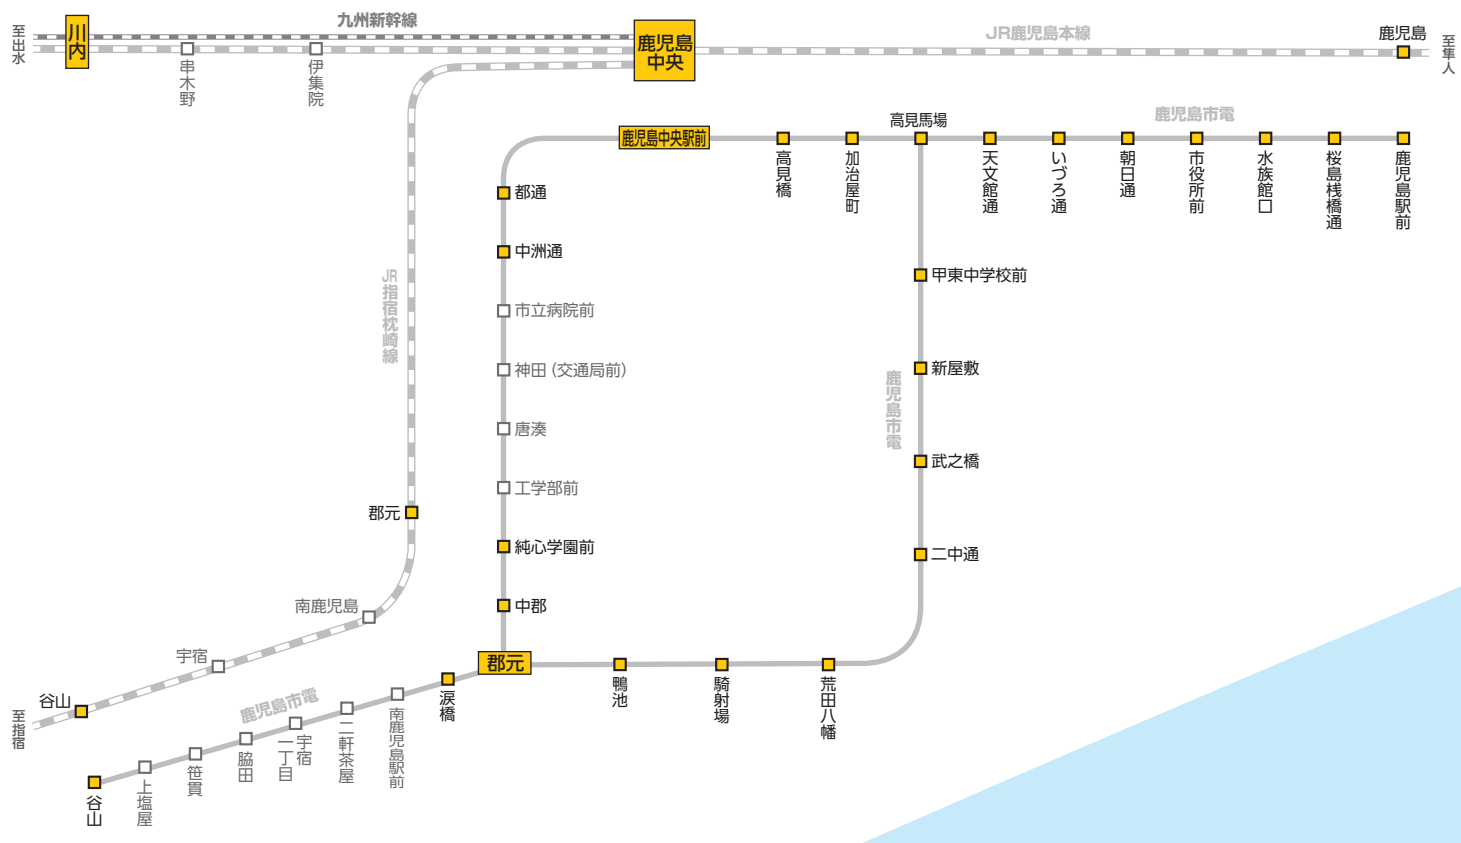 九州新幹線
至出水
川内
串木野
伊集院
鹿児島
中央
JR鹿児島本線
鹿児島
至隼人
鹿児島市電
鹿児島中央駅前
高見橋
加治屋町
高見馬場
天文館通
いづろ通
朝日通
市役所前
水族館口
桜島桟橋通
鹿児島駅前
都通
中洲通
市立病院前
神田（交通局前）
唐湊
工学部前
純心学園前
中郡
郡元
JR指宿枕崎線
郡元
南鹿児島
宇宿
谷山
至指宿
甲東中学校前
新屋敷
鹿児島市電
武之橋
二中通
荒田八幡
騎射場
鴨池
涙橋
南鹿児島駅前
二軒茶屋
宇宿
一丁目
脇田
笹貫
上塩屋
谷山
鹿児島市電